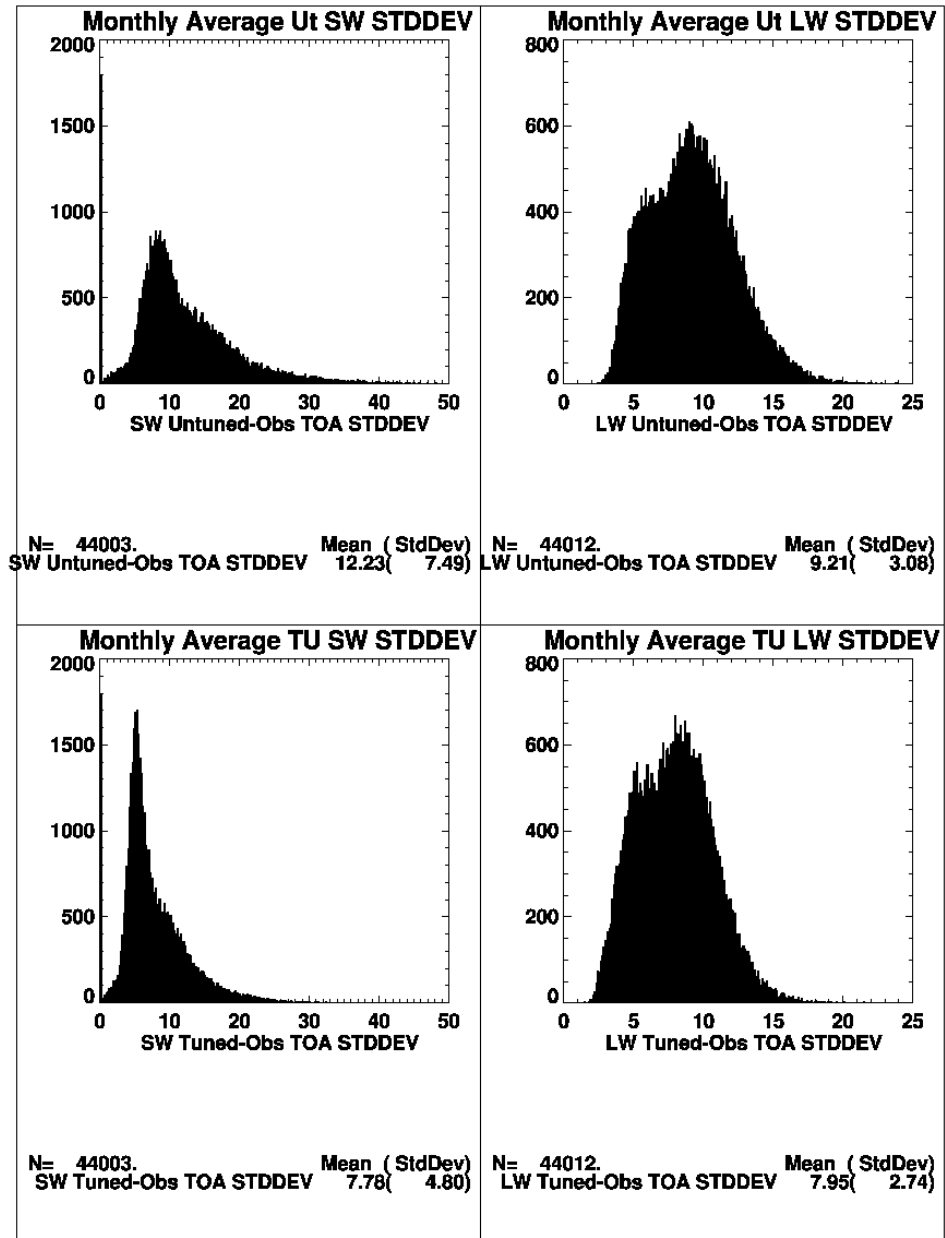 Monthly Average Ut SW STDDEV
2000
1500
1000
500
0
0 10 20 30 40 50
SW Untuned-Obs TOA STDDEV
N= 44003. Mean ( StdDev)
SW Untuned-Obs TOA STDDEV 12.23( 7.49)
Monthly Average Ut LW STDDEV
800
600
400
200
0
0 5 10 15 20 25
LW Untuned-Obs TOA STDDEV
N= 44012. Mean ( StdDev)
LW Untuned-Obs TOA STDDEV 9.21( 3.08)
Monthly Average TU SW STDDEV
2000
1500
1000
500
0
0 10 20 30 40 50
SW Tuned-Obs TOA STDDEV
N= 44003. Mean ( StdDev)
SW Tuned-Obs TOA STDDEV 7.78( 4.80)
Monthly Average TU LW STDDEV
800
600
400
200
0
0 5 10 15 20 25
LW Tuned-Obs TOA STDDEV
N= 44012. Mean ( StdDev)
LW Tuned-Obs TOA STDDEV 7.95( 2.74)